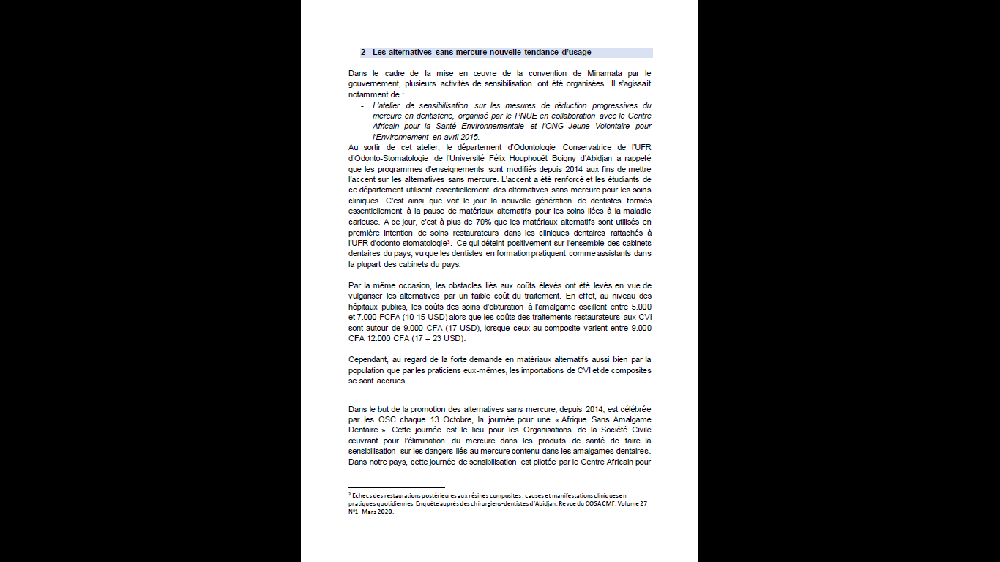 2- Les alternatives sans mercure nouvelle tendance d'usage
Dans le cadre de la mise en œuvre de la convention de Minamata par le
gouvernement, plusieurs activités de sensibilisation ont été organisées. Il s'agissait
notamment de :
- L'atelier de sensibilisation sur les mesures de réduction progressives du
mercure en dentisterie, organisé par le PNUE en collaboration avec le Centre
Africain pour la Santé Environnementale et l'ONG Jeune Volontaire pour
l'Environnement en avril 2015.
Au sortir de cet atelier, le département d'Odontologie Conservatrice de l'UFR
d'Odonto-Stomatologie de l'Université Félix Houphouët Boigny d'Abidjan a rappelé
que les programmes d'enseignements sont modifiés depuis 2014 aux fins de mettre
l'accent sur les alternatives sans mercure. L'accent a été renforcé et les étudiants de
ce département utilisent essentiellement des alternatives sans mercure pour les soins
cliniques. C'est ainsi que voit le jour la nouvelle génération de dentistes formés
essentiellement à la pause de matériaux alternatifs pour les soins liées à la maladie
carieuse. A ce jour, c'est à plus de 70% que les matériaux alternatifs sont utilisés en
première intention de soins restaurateurs dans les cliniques dentaires rattachés à
l'UFR d'odonto-stomatologie³. Ce qui déteint positivement sur l'ensemble des cabinets
dentaires du pays, vu que les dentistes en formation pratiquent comme assistants dans
la plupart des cabinets du pays.
Par la même occasion, les obstacles liés aux coûts élevés ont été levés en vue de
vulgariser les alternatives par un faible coût du traitement. En effet, au niveau des
hôpitaux publics, les coûts des soins d'obturation à l'amalgame oscillent entre 5.000
et 7.000 FCFA (10-15 USD) alors que les coûts des traitements restaurateurs aux CVI
sont autour de 9.000 CFA (17 USD), lorsque ceux au composite varient entre 9.000
CFA 12.000 CFA (17 – 23 USD).
Cependant, au regard de la forte demande en matériaux alternatifs aussi bien par la
population que par les praticiens eux-mêmes, les importations de CVI et de composites
se sont accrues.
Dans le but de la promotion des alternatives sans mercure, depuis 2014, est célébrée
par les OSC chaque 13 Octobre, la journée pour une « Afrique Sans Amalgame
Dentaire ». Cette journée est le lieu pour les Organisations de la Société Civile
œuvrant pour l'élimination du mercure dans les produits de santé de faire la
sensibilisation sur les dangers liés au mercure contenu dans les amalgames dentaires.
Dans notre pays, cette journée de sensibilisation est pilotée par le Centre Africain pour
³ Echecs des restaurations postérieures aux résines composites : causes et manifestations cliniques en
pratiques quotidiennes. Enquête auprès des chirurgiens-dentistes d'Abidjan, Revue du COSA CMF, Volume 27
N°1- Mars 2020.